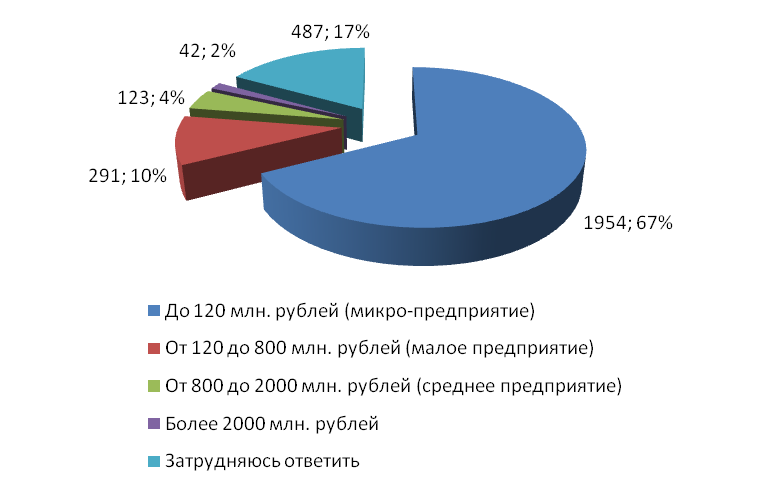 487; 17%
42; 2%
123; 4%
291; 10%
1954; 67%
До 120 млн. рублей (микро-предприятие)
От 120 до 800 млн. рублей (малое предприятие)
От 800 до 2000 млн. рублей (среднее предприятие)
Более 2000 млн. рублей
Затрудняюсь ответить